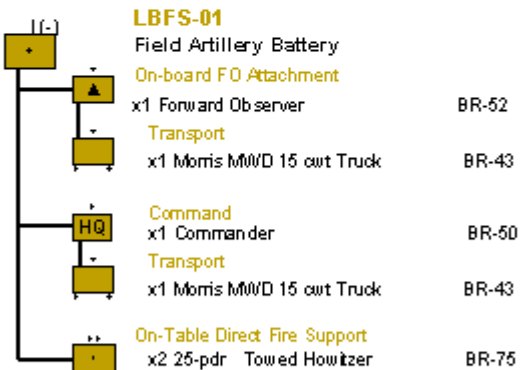 I(-)
LBFS-01
Field Artillery Battery
On-board FO Attachment
x1 Forward Observer BR-52
Transport
x1 Morris MWD 15 cwt Truck BR-43
Command
HQ
x1 Commander BR-50
Transport
x1 Morris MWD 15 cwt Truck BR-43
On-Table Direct Fire Support
x2 25-pdr Towed Howitzer BR-75